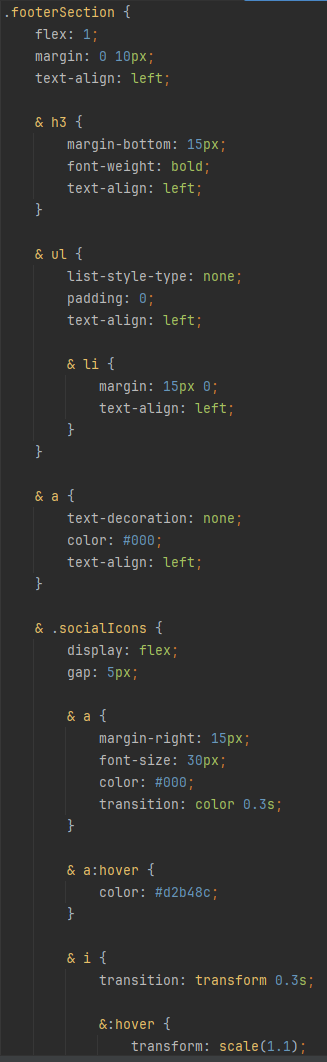 .footerSection {
    flex: 1;
    margin: 0 10px;
    text-align: left;

    & h3 {
        margin-bottom: 15px;
        font-weight: bold;
        text-align: left;
    }

    & ul {
        list-style-type: none;
        padding: 0;
        text-align: left;

        & li {
            margin: 15px 0;
            text-align: left;
        }
    }

    & a {
        text-decoration: none;
        color: #000;
        text-align: left;
    }

    & .socialIcons {
        display: flex;
        gap: 5px;

        & a {
            margin-right: 15px;
            font-size: 30px;
            color: #000;
            transition: color 0.3s;
        }

        & a:hover {
            color: #d2b48c;
        }

        & i {
            transition: transform 0.3s;

            &:hover {
                transform: scale(1.1);